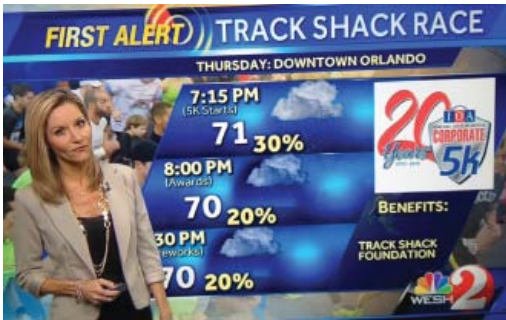 FIRST ALERT
TRACK SHACK RACE
THURSDAY: DOWNTOWN ORLANDO
7:15 PM
(5K Starts)
71 30%
8:00 PM
(Awards)
70 20%
30 PM
eworks)
70 20%
20
Years
IOA
CORPORATE
5K
BENEFITS:
TRACK SHACK
FOUNDATION
WESH 2